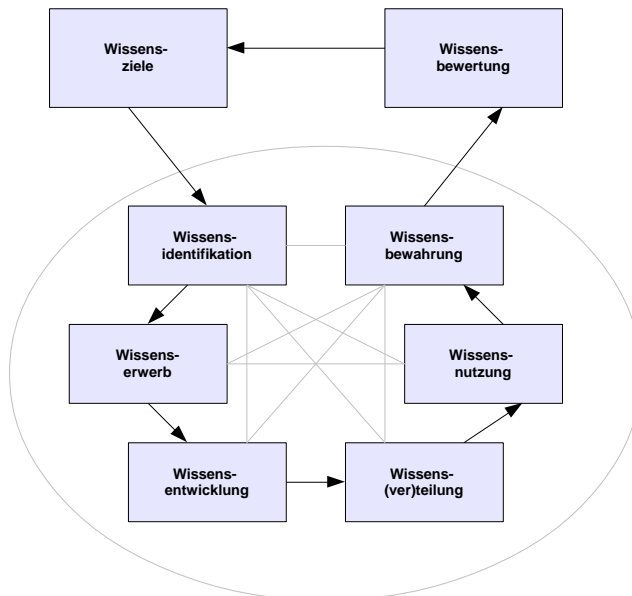 Wissens-
ziele
Wissens-
bewertung
Wissens-
identifikation
Wissens-
bewahrung
Wissens-
erwerb
Wissens-
nutzung
Wissens-
entwicklung
Wissens-
(ver)teilung